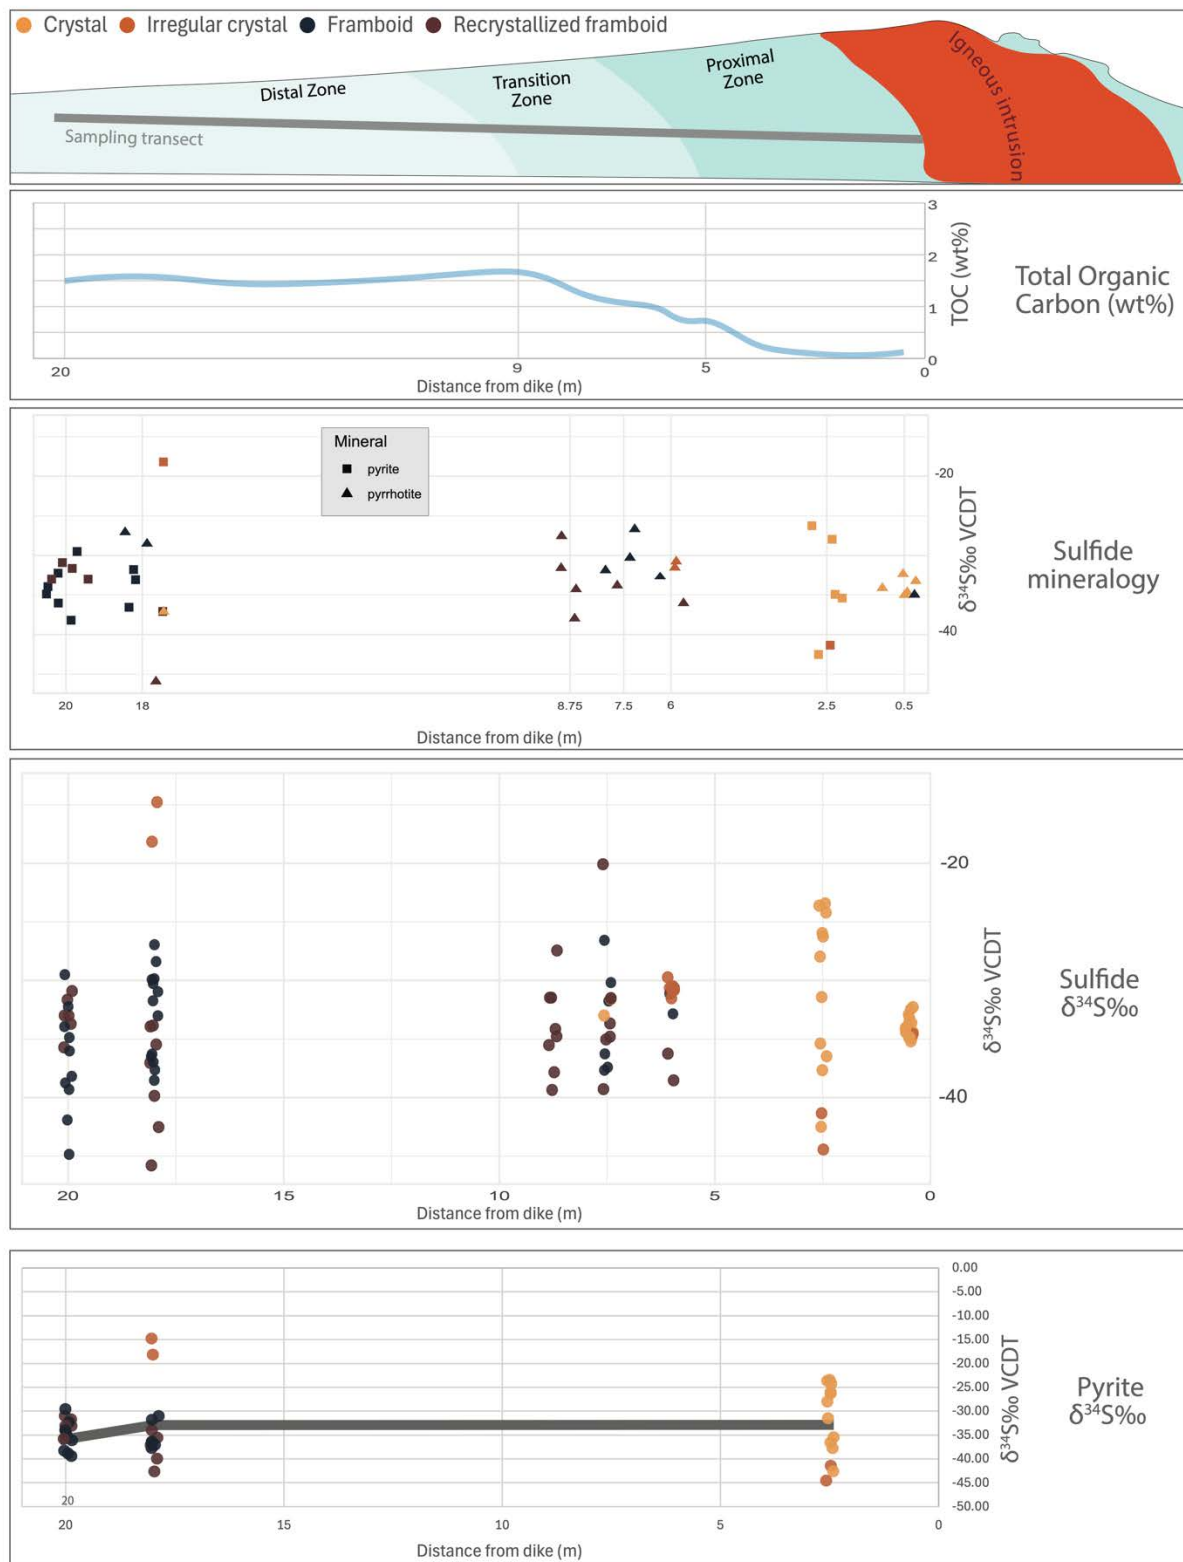 Crystal Irregular crystal Framboid Recrystallized framboid
Distal Zone
Transition
Zone
Proximal
Zone
Igneous intrusion
Sampling transect
3
2
1
0
TOC (wt%)
Total Organic
Carbon (wt%)
20 9 5 0
Distance from dike (m)
Mineral
pyrite
pyrrhotite
-20
-40
δ³⁴S‰ VCDT
Sulfide
mineralogy
20 18 8.75 7.5 6 2.5 0.5
Distance from dike (m)
-20
-40
δ³⁴S‰ VCDT
Sulfide
δ³⁴S‰
20 15 10 5 0
Distance from dike (m)
0.00
-5.00
-10.00
-15.00
-20.00
-25.00
-30.00
-35.00
-40.00
-45.00
-50.00
δ³⁴S‰ VCDT
Pyrite
δ³⁴S‰
20
20 15 10 5 0
Distance from dike (m)